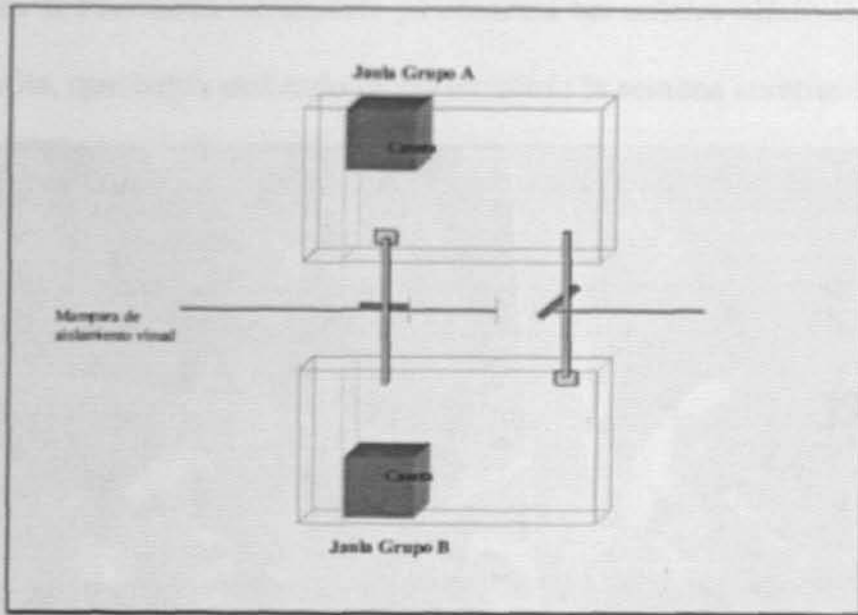 Jaula Grupo A
Caseta
Mampara de
aislamiento visual
Caseta
Jaula Grupo B